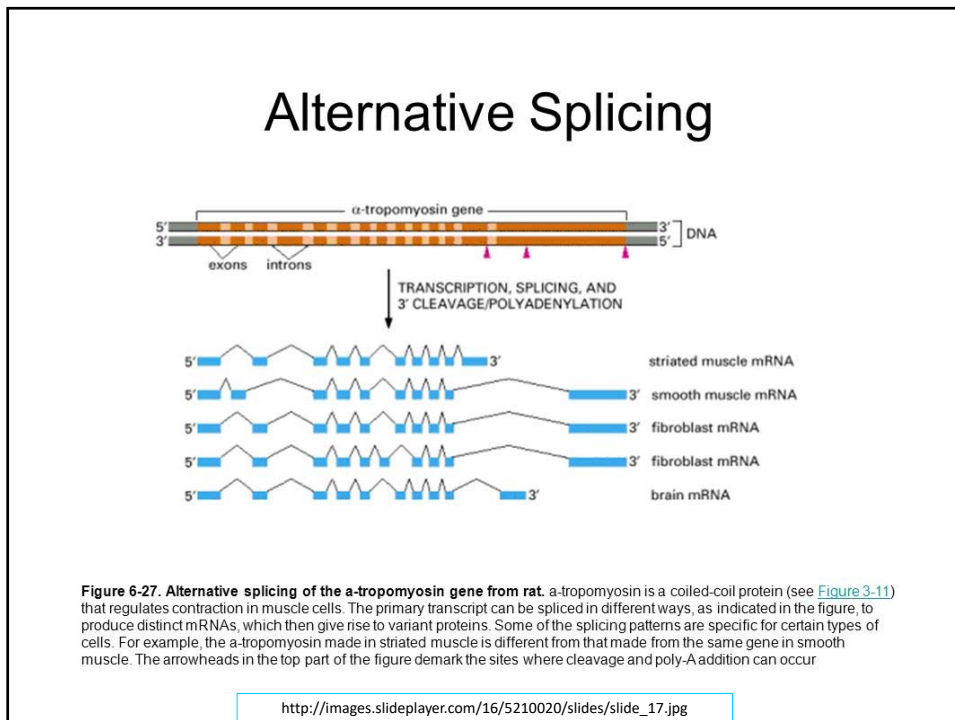 Alternative Splicing
α-tropomyosin gene
5′ 3′
3′ 5′
DNA
exons introns
TRANSCRIPTION, SPLICING, AND
3′ CLEAVAGE/POLYADENYLATION
5′ 3′ striated muscle mRNA
5′ 3′ smooth muscle mRNA
5′ 3′ fibroblast mRNA
5′ 3′ fibroblast mRNA
5′ 3′ brain mRNA
Figure 6-27. Alternative splicing of the a-tropomyosin gene from rat. a-tropomyosin is a coiled-coil protein (see Figure 3-11)
that regulates contraction in muscle cells. The primary transcript can be spliced in different ways, as indicated in the figure, to
produce distinct mRNAs, which then give rise to variant proteins. Some of the splicing patterns are specific for certain types of
cells. For example, the a-tropomyosin made in striated muscle is different from that made from the same gene in smooth
muscle. The arrowheads in the top part of the figure demark the sites where cleavage and poly-A addition can occur
http://images.slideplayer.com/16/5210020/slides/slide_17.jpg